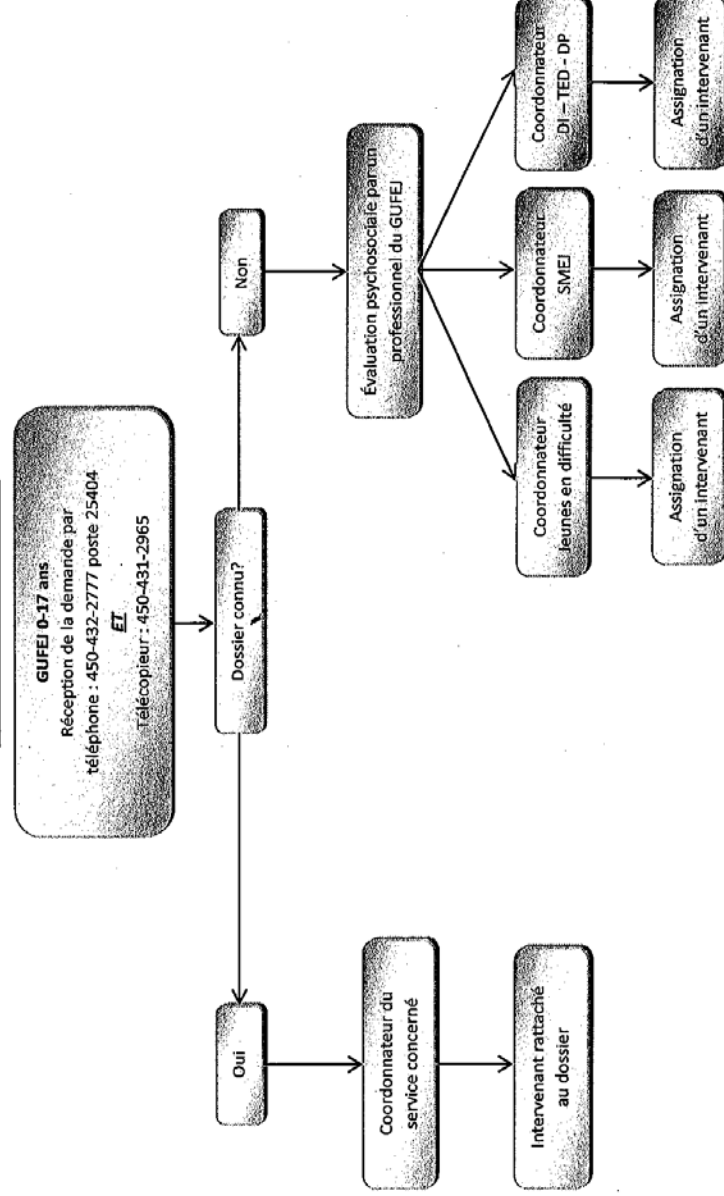 GUFEJ 0-17 ans
Réception de la demande par
téléphone : 450-432-2777 poste 25404
ET
Télécopieur : 450-431-2965
Dossier connu?
Oui
Non
Coordonnateur du
service concerné
Intervenant rattaché
au dossier
Évaluation psychosociale par un
professionnel du GUFEJ
Coordonnateur
Jeunes en difficulté
Coordonnateur
SMEJ
Coordonnateur
DI – TED - DP
Assignation
d'un intervenant
Assignation
d'un intervenant
Assignation
d'un intervenant